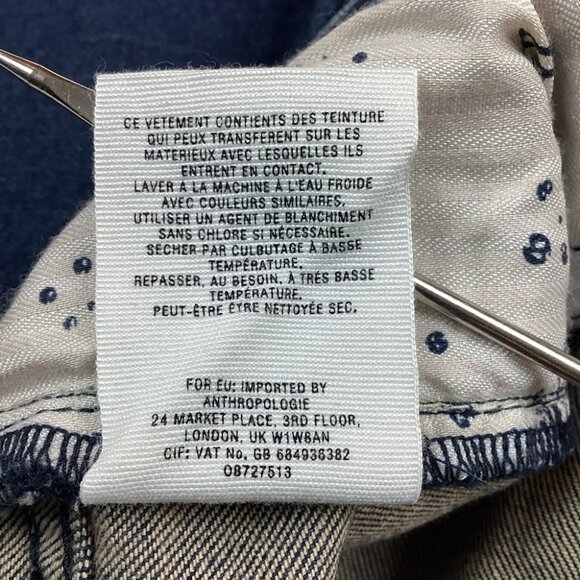 CE VETEMENT CONTIENTS DES TEINTURE
QUI PEUX TRANSFERENT SUR LES
MATERIEUX AVEC LESQUELLES ILS
ENTRENT EN CONTACT.
LAVER À LA MACHINE À L'EAU FROIDE
AVEC COULEURS SIMILAIRES.
UTILISER UN AGENT DE BLANCHIMENT
SANS CHLORE SI NÉCESSAIRE.
SECHER PAR CULBUTAGE À BASSE
TEMPÉRATURE.
REPASSER, AU BESOIN, À TRÈS BASSE
TEMPÉRATURE.
PEUT-ÊTRE ÊTRE NETTOYÉE SEC.
FOR EU: IMPORTED BY
ANTHROPOLOGIE
24 MARKET PLACE, 3RD FLOOR,
LONDON, UK W1W8AN
CIF: VAT No. GB 684936382
08727513